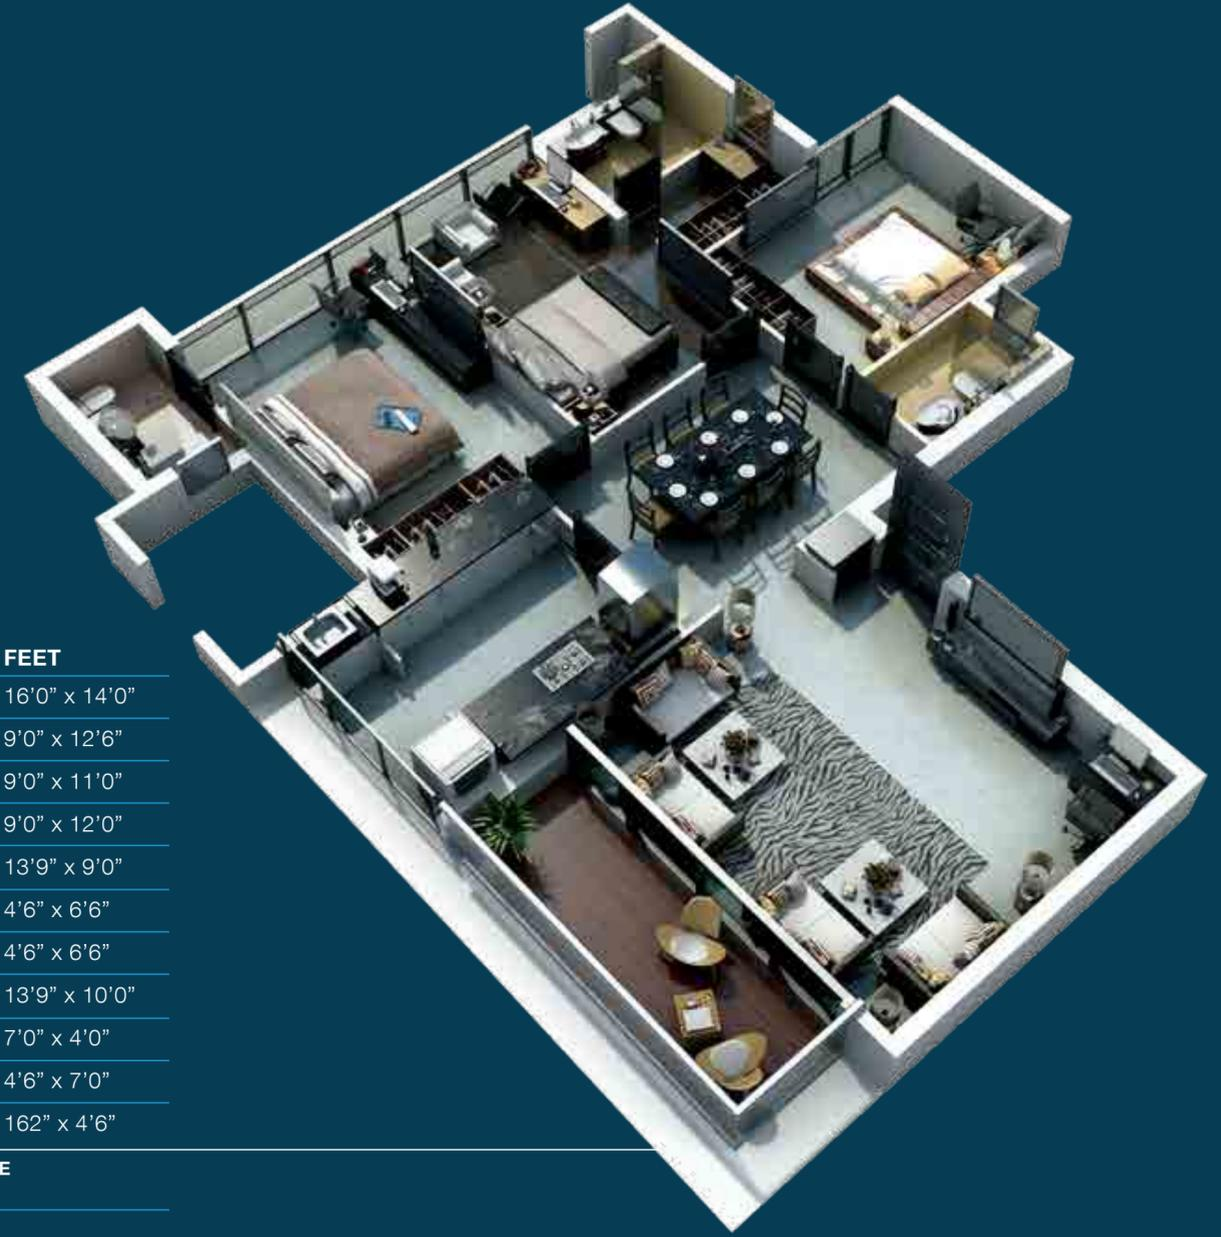 FEET
16’0” x 14’0”
9’0” x 12’6”
9’0” x 11’0”
9’0” x 12’0”
13’9” x 9’0”
4’6” x 6’6”
4’6” x 6’6”
13’9” x 10’0”
7’0” x 4’0”
4’6” x 7’0”
162” x 4’6”
E